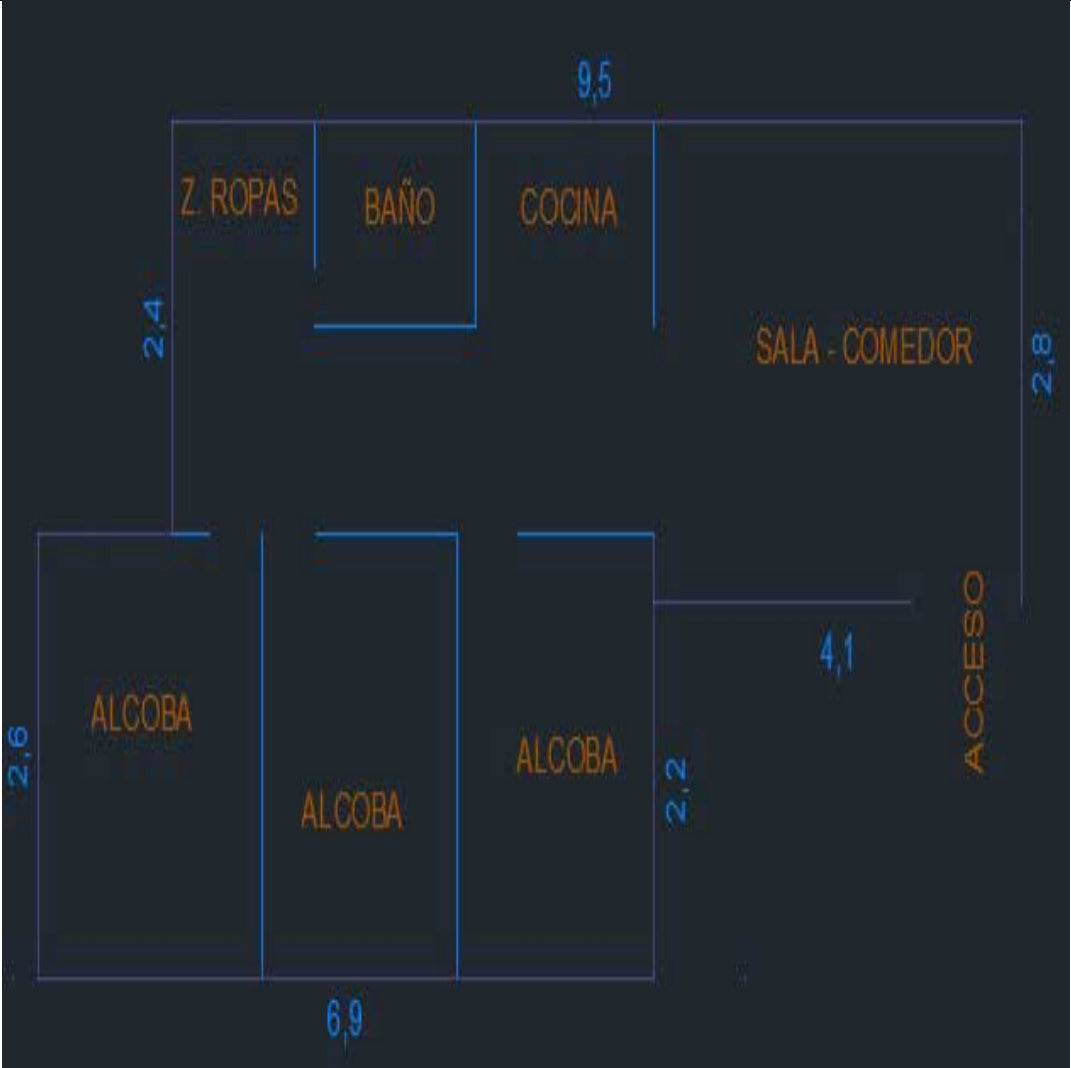 9,5
Z. ROPAS
BAÑO
COCINA
2,4
SALA - COMEDOR
2,8
4,1
ACCESO
ALCOBA
2,6
ALCOBA
ALCOBA
2,2
6,9